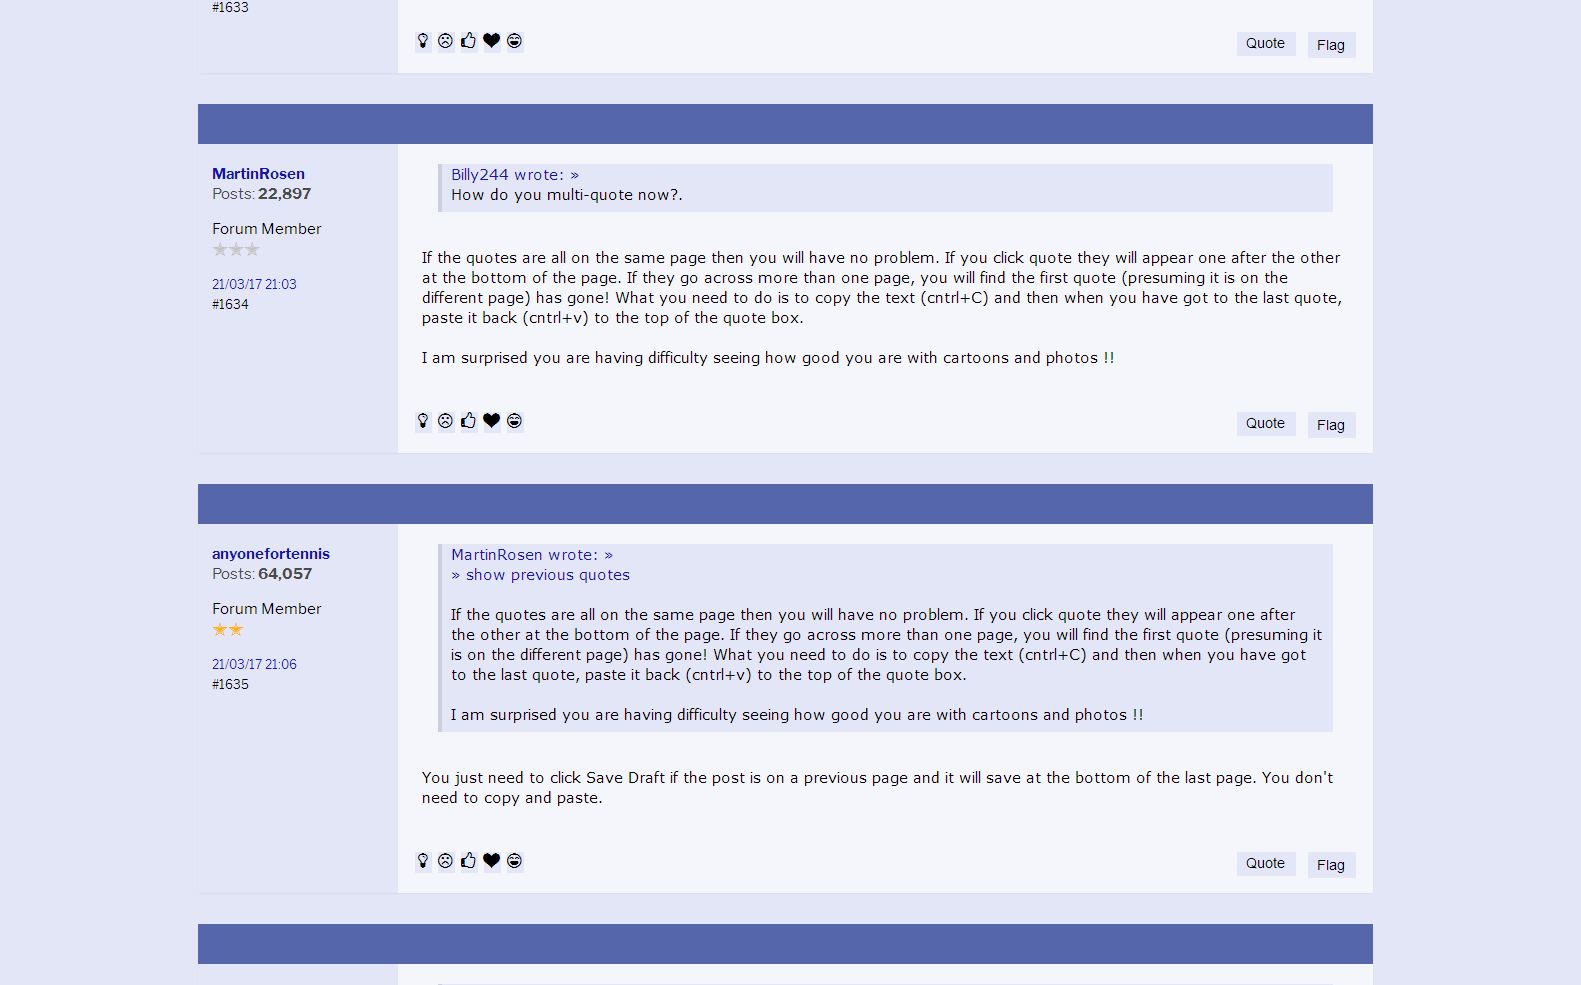 #1633
Quote Flag
MartinRosen
Posts: 22,897
Forum Member
21/03/17 21:03
#1634
Billy244 wrote: »
How do you multi-quote now?.
If the quotes are all on the same page then you will have no problem. If you click quote they will appear one after the other
at the bottom of the page. If they go across more than one page, you will find the first quote (presuming it is on the
different page) has gone! What you need to do is to copy the text (cntrl+C) and then when you have got to the last quote,
paste it back (cntrl+v) to the top of the quote box.
I am surprised you are having difficulty seeing how good you are with cartoons and photos !!
Quote Flag
anyonefortennis
Posts: 64,057
Forum Member
21/03/17 21:06
#1635
MartinRosen wrote: »
» show previous quotes
If the quotes are all on the same page then you will have no problem. If you click quote they will appear one after
the other at the bottom of the page. If they go across more than one page, you will find the first quote (presuming it
is on the different page) has gone! What you need to do is to copy the text (cntrl+C) and then when you have got
to the last quote, paste it back (cntrl+v) to the top of the quote box.
I am surprised you are having difficulty seeing how good you are with cartoons and photos !!
You just need to click Save Draft if the post is on a previous page and it will save at the bottom of the last page. You don't
need to copy and paste.
Quote Flag